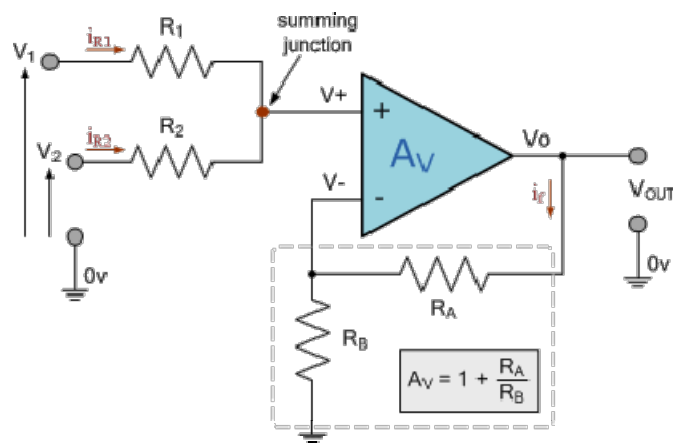 summing
junction
V1
iR1
R1
V2
iR2
R2
V+
+
AV
V-
-
Vo
if
VOUT
0v
0v
RA
RB
AV = 1 + RA
RB